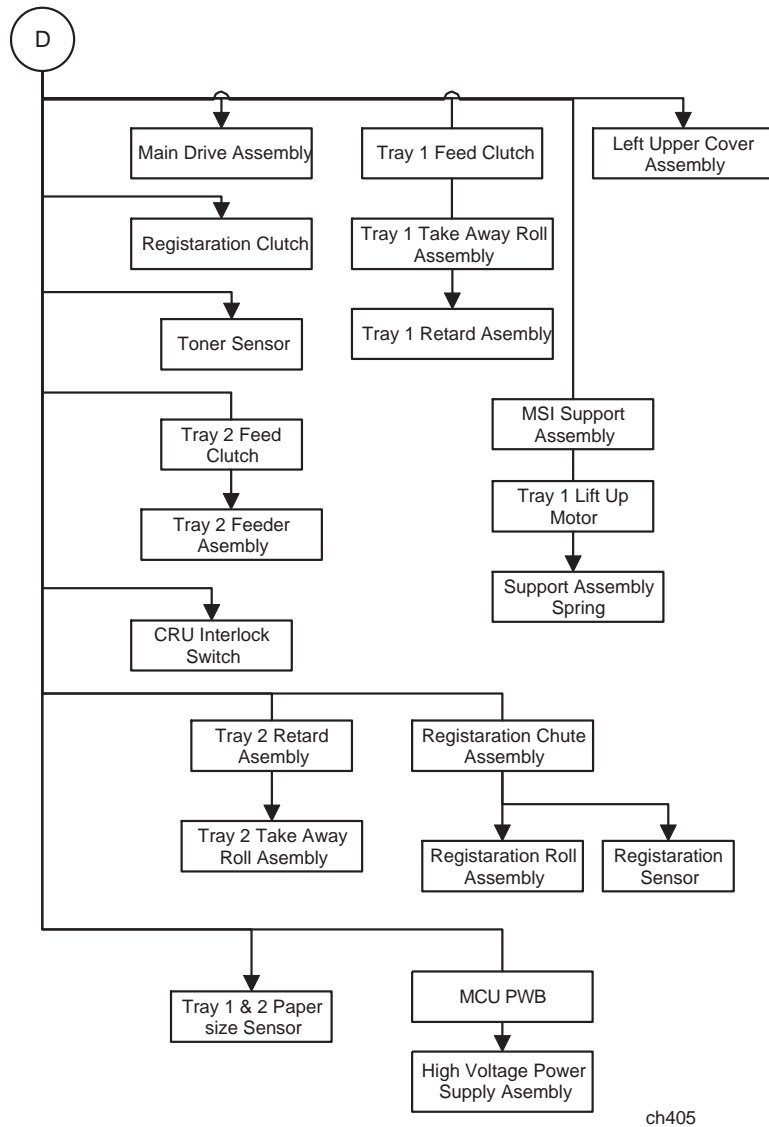 D
Main Drive Assembly
Tray 1 Feed Clutch
Left Upper Cover
Assembly
Registaration Clutch
Tray 1 Take Away Roll
Assembly
Toner Sensor
Tray 1 Retard Asembly
Tray 2 Feed
Clutch
MSI Support
Assembly
Tray 2 Feeder
Asembly
Tray 1 Lift Up
Motor
Support Assembly
Spring
CRU Interlock
Switch
Tray 2 Retard
Asembly
Registaration Chute
Assembly
Tray 2 Take Away
Roll Asembly
Registaration Roll
Assembly
Registaration
Sensor
Tray 1 & 2 Paper
size Sensor
MCU PWB
High Voltage Power
Supply Asembly
ch405